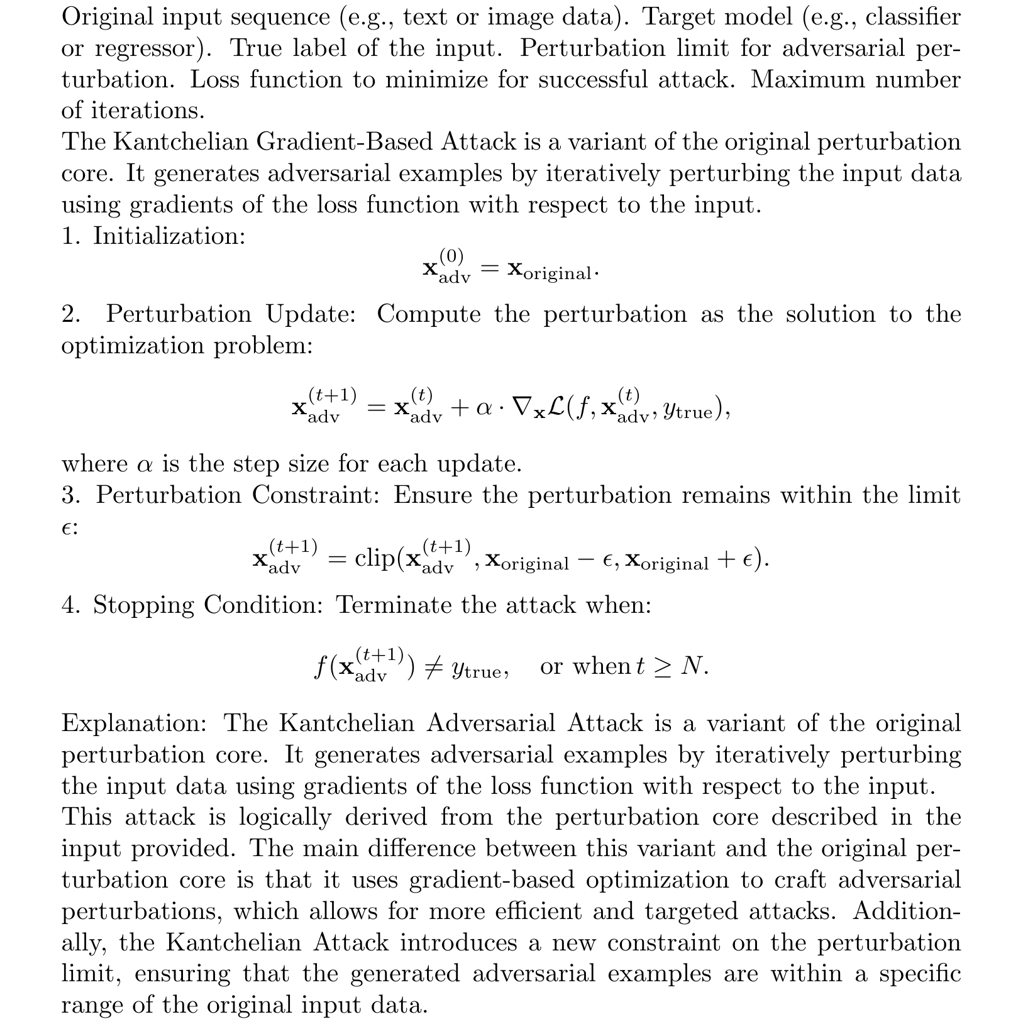 Original input sequence (e.g., text or image data). Target model (e.g., classifier
or regressor). True label of the input. Perturbation limit for adversarial per-
turbation. Loss function to minimize for successful attack. Maximum number
of iterations.
The Kantchelian Gradient-Based Attack is a variant of the original perturbation
core. It generates adversarial examples by iteratively perturbing the input data
using gradients of the loss function with respect to the input.
1. Initialization:
$\mathbf{x}_{\text{adv}}^{(0)} = \mathbf{x}_{\text{original}}.$
2. Perturbation Update: Compute the perturbation as the solution to the
optimization problem:
$\mathbf{x}_{\text{adv}}^{(t+1)} = \mathbf{x}_{\text{adv}}^{(t)} + \alpha \cdot \nabla_{\mathbf{x}} \mathcal{L}(f, \mathbf{x}_{\text{adv}}^{(t)}, y_{\text{true}}),$
where $\alpha$ is the step size for each update.
3. Perturbation Constraint: Ensure the perturbation remains within the limit
$\epsilon$:
$\mathbf{x}_{\text{adv}}^{(t+1)} = \text{clip}(\mathbf{x}_{\text{adv}}^{(t+1)}, \mathbf{x}_{\text{original}} - \epsilon, \mathbf{x}_{\text{original}} + \epsilon).$
4. Stopping Condition: Terminate the attack when:
$f(\mathbf{x}_{\text{adv}}^{(t+1)}) \neq y_{\text{true}}, \quad \text{or when} \, t \geq N.$
Explanation: The Kantchelian Adversarial Attack is a variant of the original
perturbation core. It generates adversarial examples by iteratively perturbing
the input data using gradients of the loss function with respect to the input.
This attack is logically derived from the perturbation core described in the
input provided. The main difference between this variant and the original per-
turbation core is that it uses gradient-based optimization to craft adversarial
perturbations, which allows for more efficient and targeted attacks. Addition-
ally, the Kantchelian Attack introduces a new constraint on the perturbation
limit, ensuring that the generated adversarial examples are within a specific
range of the original input data.